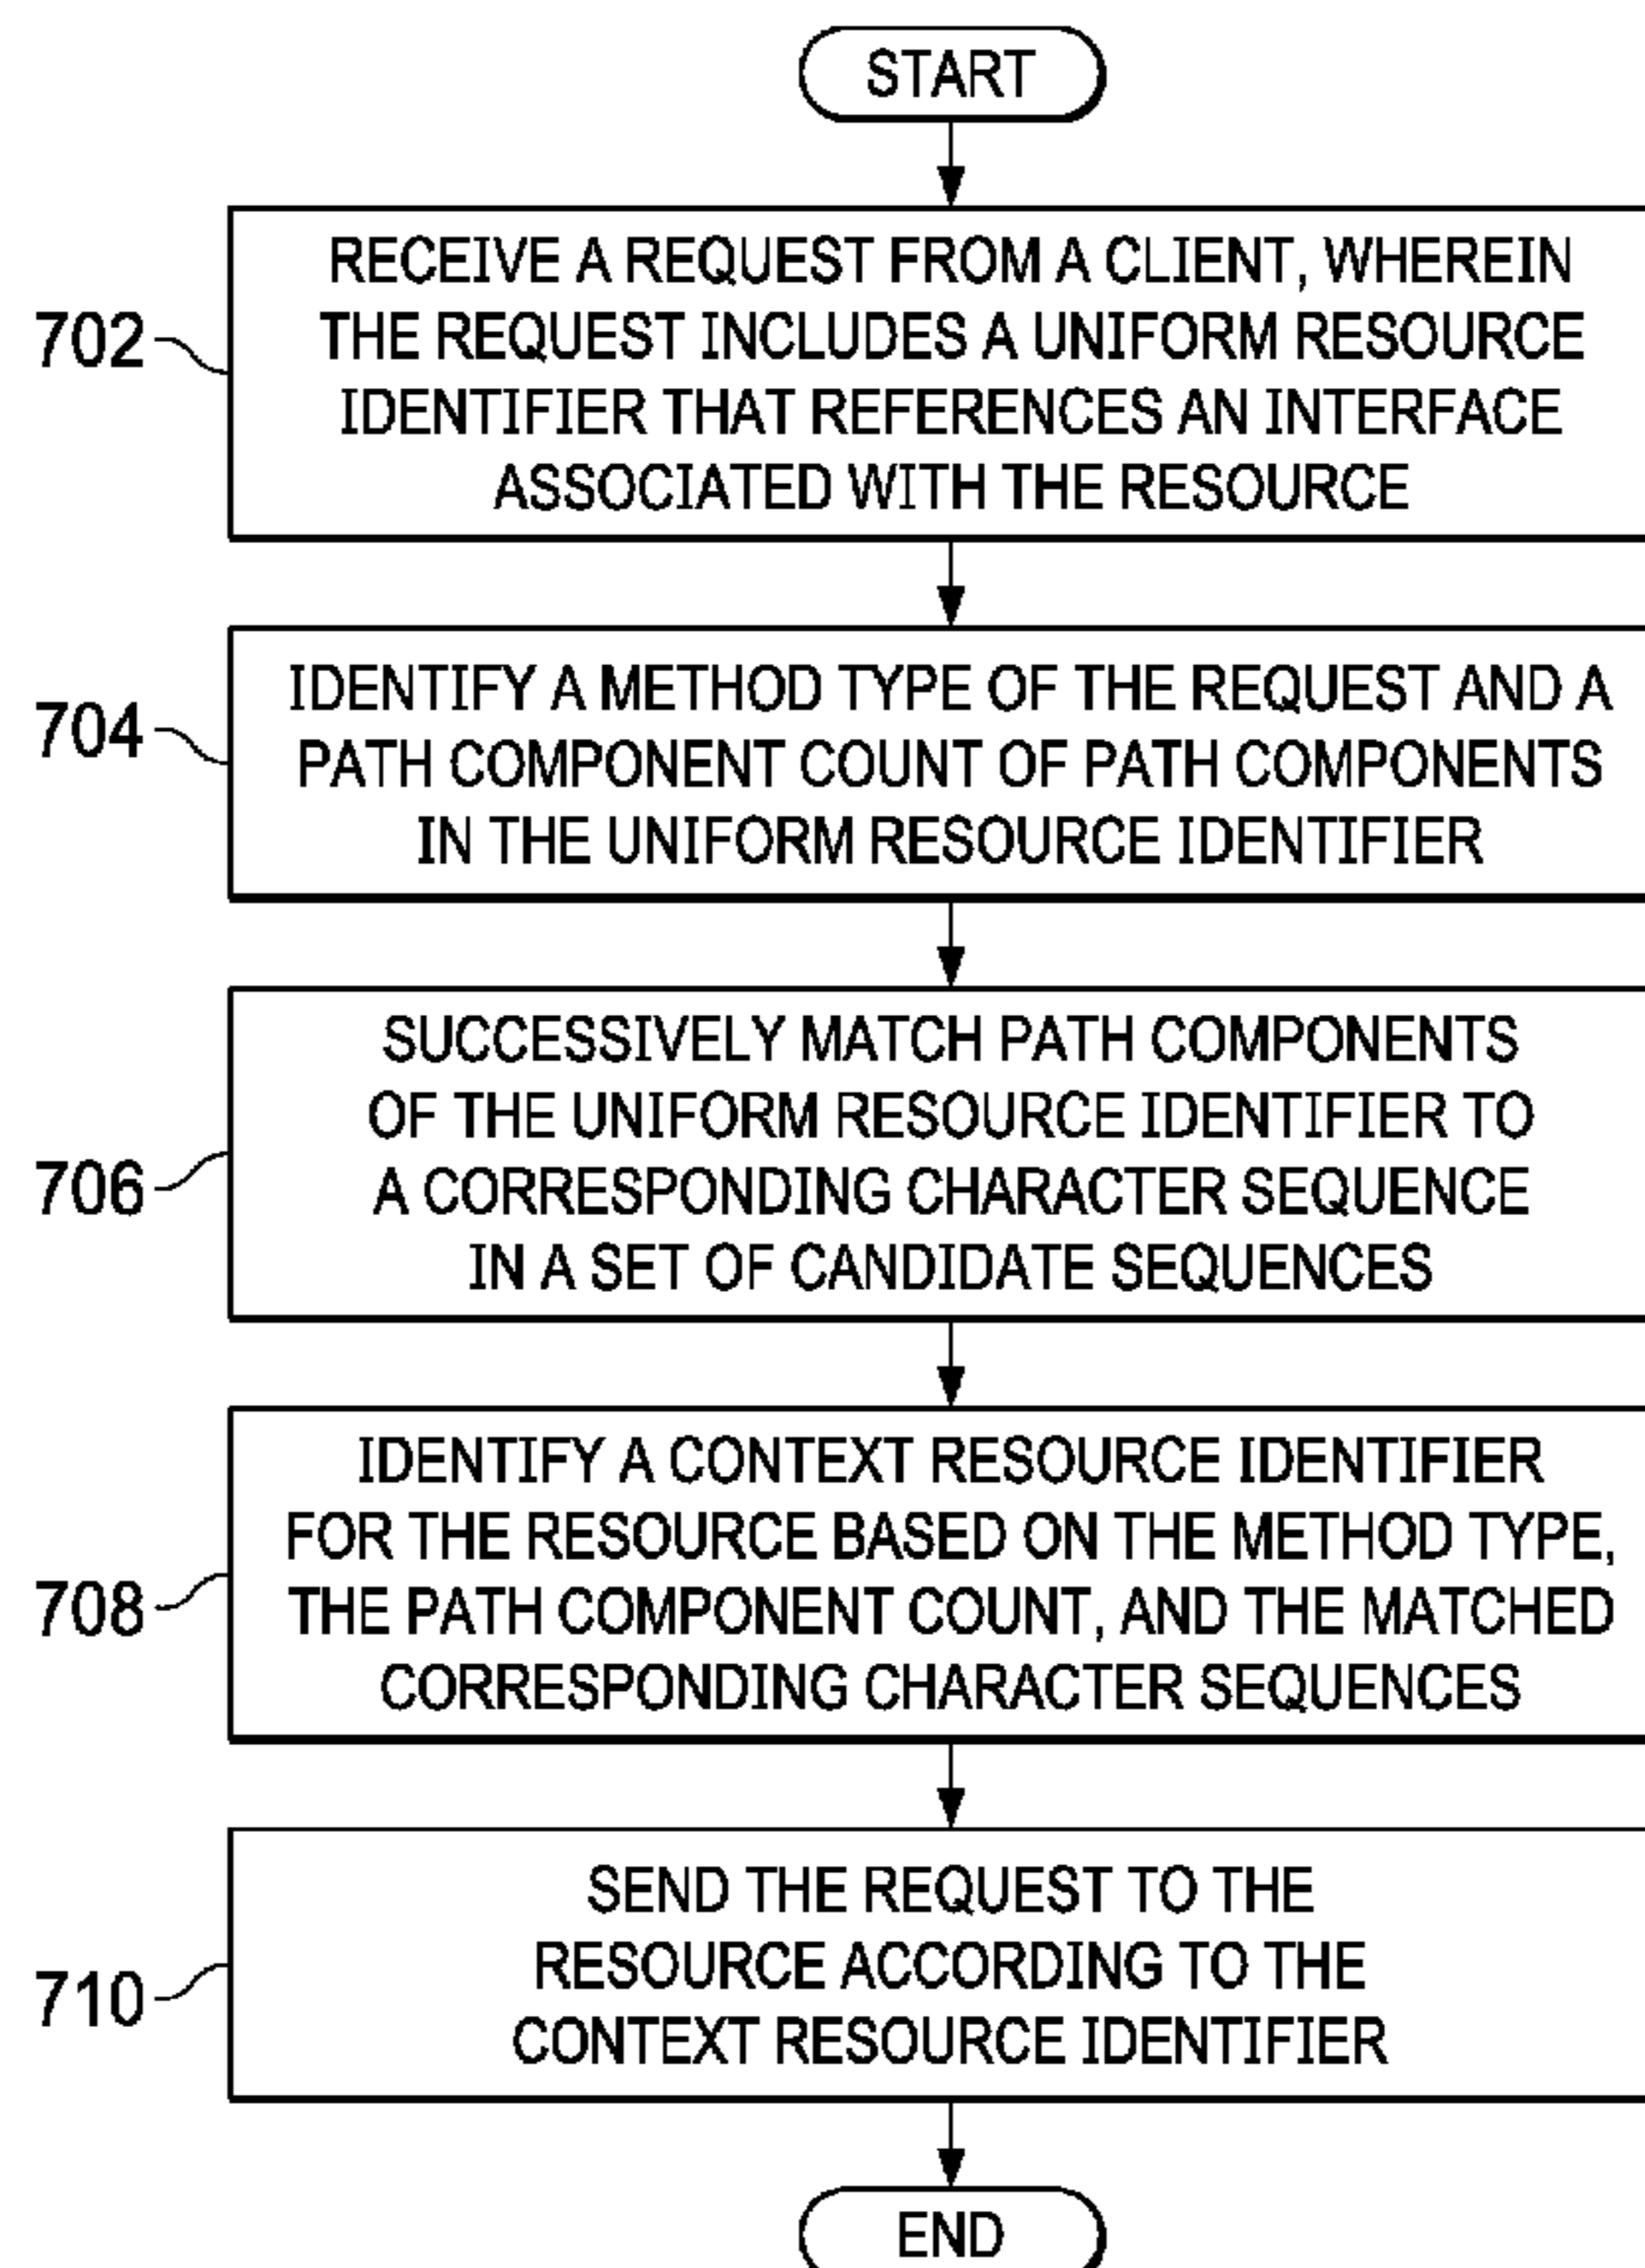 START
702
RECEIVE A REQUEST FROM A CLIENT, WHEREIN
THE REQUEST INCLUDES A UNIFORM RESOURCE
IDENTIFIER THAT REFERENCES AN INTERFACE
ASSOCIATED WITH THE RESOURCE
704
IDENTIFY A METHOD TYPE OF THE REQUEST AND A
PATH COMPONENT COUNT OF PATH COMPONENTS
IN THE UNIFORM RESOURCE IDENTIFIER
706
SUCCESSIVELY MATCH PATH COMPONENTS
OF THE UNIFORM RESOURCE IDENTIFIER TO
A CORRESPONDING CHARACTER SEQUENCE
IN A SET OF CANDIDATE SEQUENCES
708
IDENTIFY A CONTEXT RESOURCE IDENTIFIER
FOR THE RESOURCE BASED ON THE METHOD TYPE,
THE PATH COMPONENT COUNT, AND THE MATCHED
CORRESPONDING CHARACTER SEQUENCES
710
SEND THE REQUEST TO THE
RESOURCE ACCORDING TO THE
CONTEXT RESOURCE IDENTIFIER
END